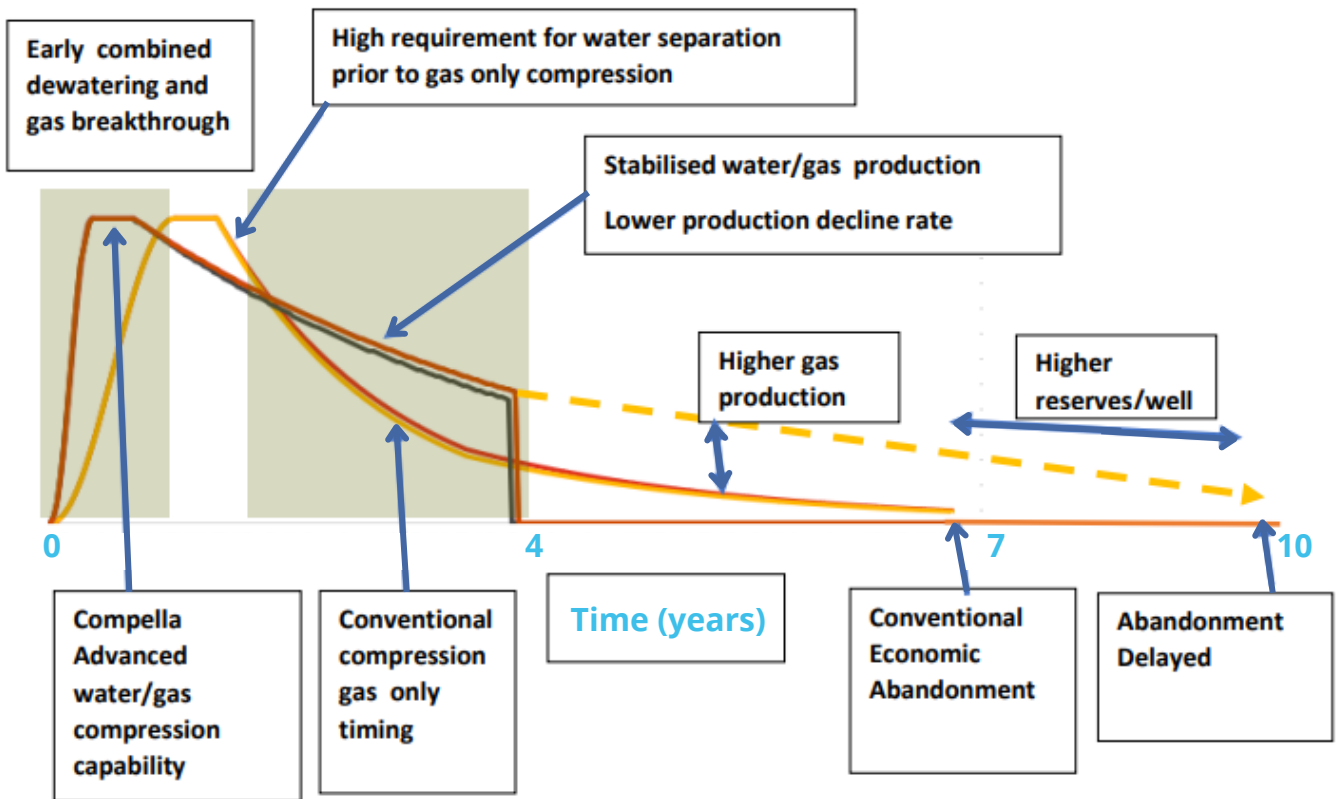 Early combined
dewatering and
gas breakthrough
High requirement for water separation
prior to gas only compression
Stabilised water/gas production
Lower production decline rate
Higher gas
production
Higher
reserves/well
0
4
7
10
Time (years)
Compella
Advanced
water/gas
compression
capability
Conventional
compression
gas only
timing
Conventional
Economic
Abandonment
Abandonment
Delayed